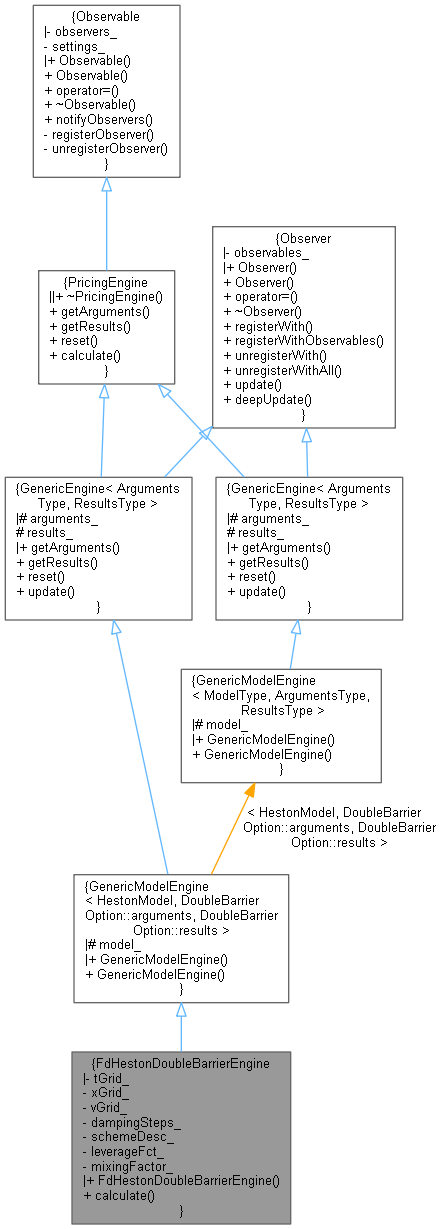 {Observable
|- observers_
- settings_
|+ Observable()
+ Observable()
+ operator=()
+ ~Observable()
+ notifyObservers()
- registerObserver()
- unregisterObserver()
}
{Observer
|- observables_
|+ Observer()
+ Observer()
+ operator=()
+ ~Observer()
+ registerWith()
+ registerWithObservables()
+ unregisterWith()
+ unregisterWithAll()
+ update()
+ deepUpdate()
}
{PricingEngine
||+ ~PricingEngine()
+ getArguments()
+ getResults()
+ reset()
+ calculate()
}
{GenericEngine< Arguments
Type, ResultsType >
|# arguments_
# results_
|+ getArguments()
+ getResults()
+ reset()
+ update()
}
{GenericEngine< Arguments
Type, ResultsType >
|# arguments_
# results_
|+ getArguments()
+ getResults()
+ reset()
+ update()
}
{GenericModelEngine
< ModelType, ArgumentsType,
ResultsType >
|# model_
|+ GenericModelEngine()
+ GenericModelEngine()
}
< HestonModel, DoubleBarrier
Option::arguments, DoubleBarrier
Option::results >
{GenericModelEngine
< HestonModel, DoubleBarrier
Option::arguments, DoubleBarrier
Option::results >
|# model_
|+ GenericModelEngine()
+ GenericModelEngine()
}
{FdHestonDoubleBarrierEngine
|- tGrid_
- xGrid_
- vGrid_
- dampingSteps_
- schemeDesc_
- leverageFct_
- mixingFactor_
|+ FdHestonDoubleBarrierEngine()
+ calculate()
}